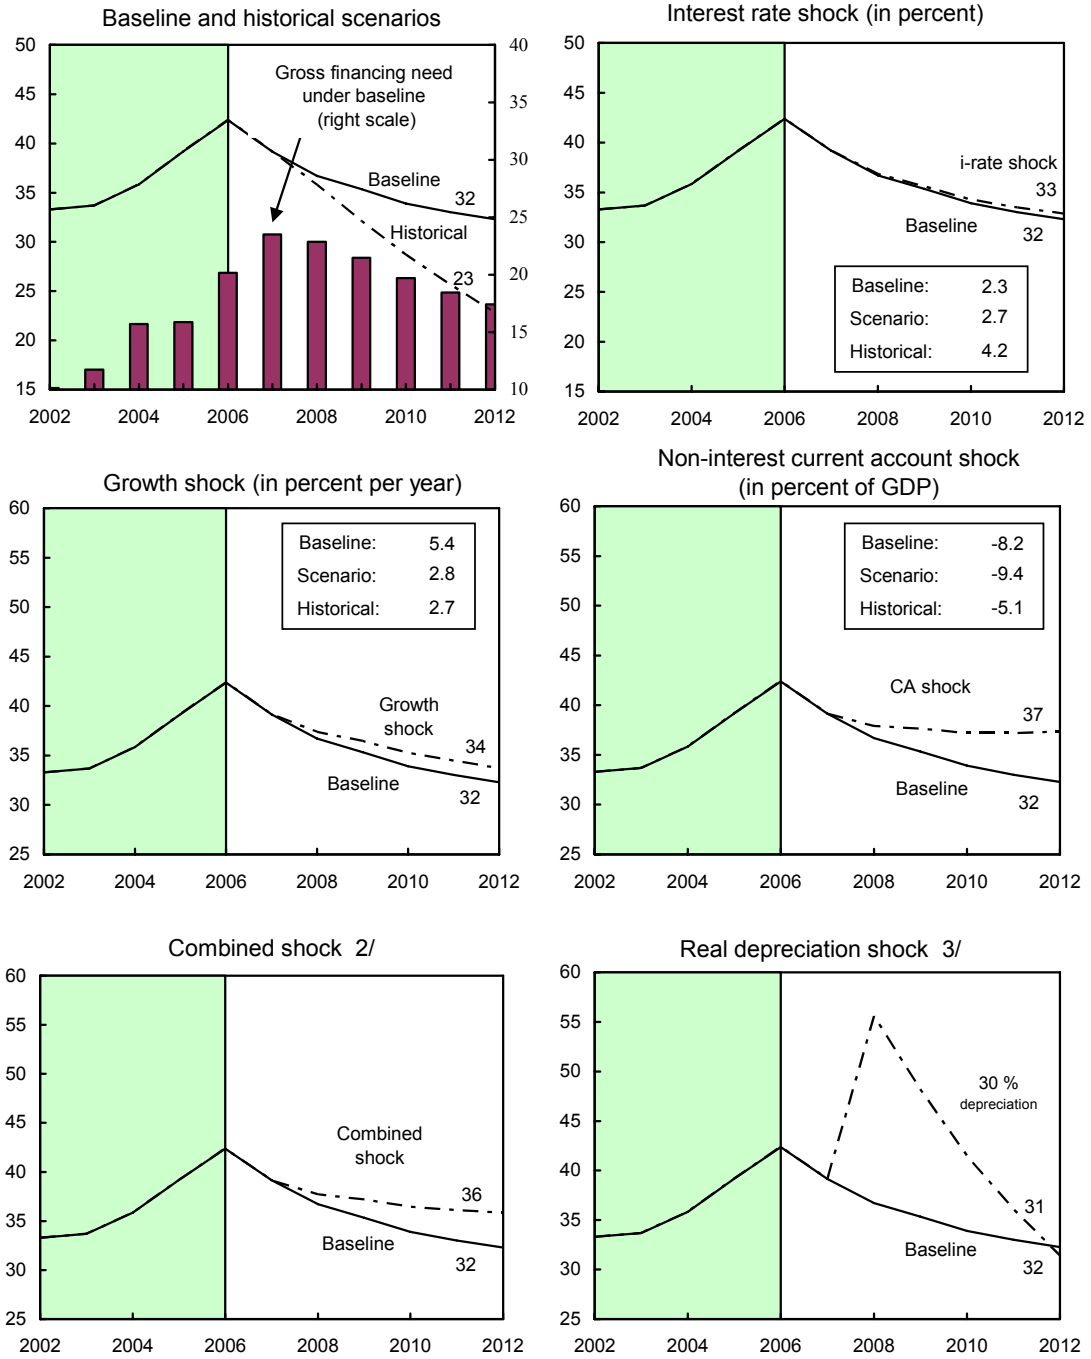 Baseline and historical scenarios
50
45
40
35
30
25
20
15
40
35
30
25
20
15
10
Gross financing need
under baseline
(right scale)
Baseline
32
Historical
23
2002 2004 2006 2008 2010 2012
Interest rate shock (in percent)
50
45
40
35
30
25
20
15
i-rate shock
33
Baseline
32
Baseline: 2.3
Scenario: 2.7
Historical: 4.2
2002 2004 2006 2008 2010 2012
Growth shock (in percent per year)
60
55
50
45
40
35
30
25
Baseline: 5.4
Scenario: 2.8
Historical: 2.7
Growth
shock
34
Baseline
32
2002 2004 2006 2008 2010 2012
Non-interest current account shock
(in percent of GDP)
60
55
50
45
40
35
30
25
Baseline: -8.2
Scenario: -9.4
Historical: -5.1
CA shock
37
Baseline
32
2002 2004 2006 2008 2010 2012
Combined shock 2/
60
55
50
45
40
35
30
25
Combined
shock
36
Baseline
32
2002 2004 2006 2008 2010 2012
Real depreciation shock 3/
60
55
50
45
40
35
30
25
30 %
depreciation
31
Baseline
32
2002 2004 2006 2008 2010 2012